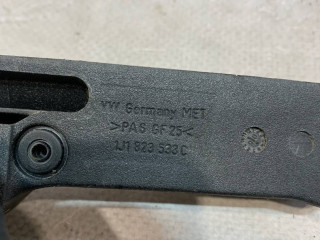 VW Germany MET
>PA6 GF25<
1J1 823 533 C